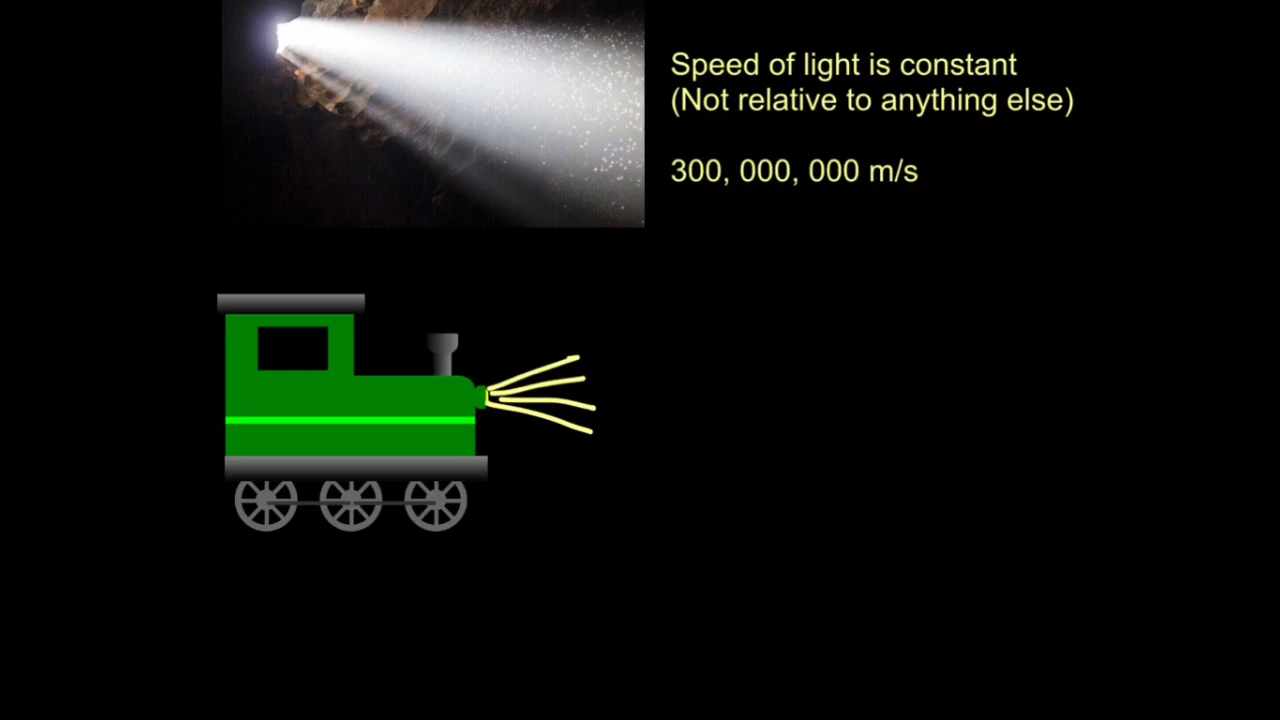 Speed of light is constant
(Not relative to anything else)
300, 000, 000 m/s